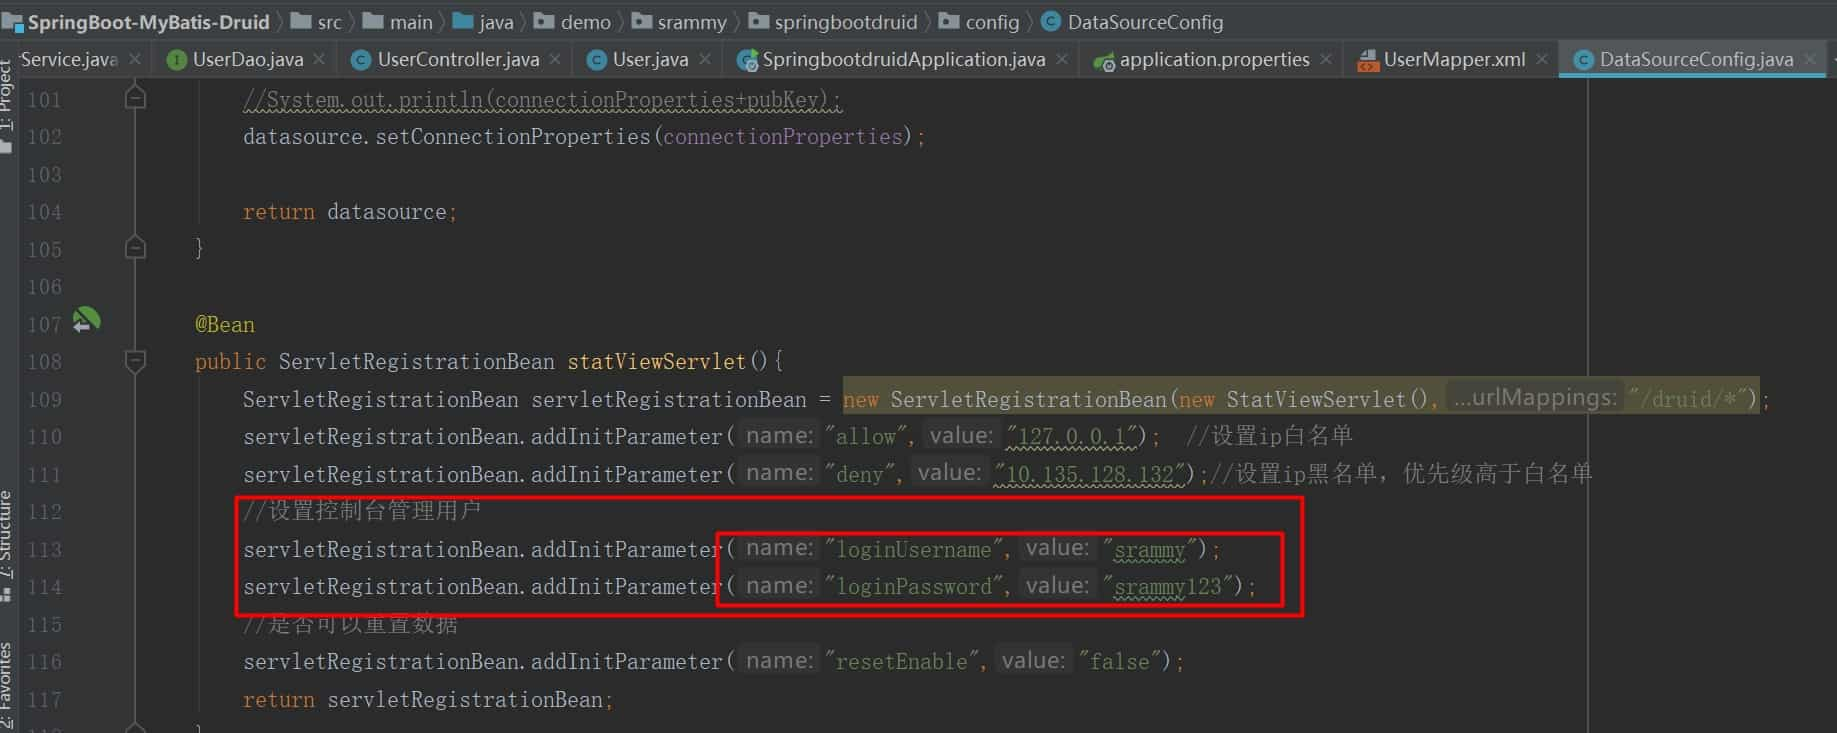 SpringBoot-MyBatis-Druid src main java demo srammy springbootdruid config DataSourceConfig
Service.java UserDao.java UserController.java User.java SpringbootdruidApplication.java application.properties UserMapper.xml DataSourceConfig.java
1: Project
7: Structure
2: Favorites
101 //System.out.println(connectionProperties+pubKey);
102 datasource.setConnectionProperties(connectionProperties);
103
104 return datasource;
105 }
106
107 @Bean
108 public ServletRegistrationBean statViewServlet(){
109 ServletRegistrationBean servletRegistrationBean = new ServletRegistrationBean(new StatViewServlet(), ...urlMappings: "/druid/*");
110 servletRegistrationBean.addInitParameter( name: "allow", value: "127.0.0.1"); //设置ip白名单
111 servletRegistrationBean.addInitParameter( name: "deny", value: "10.135.128.132");//设置ip黑名单，优先级高于白名单
112 //设置控制台管理用户
113 servletRegistrationBean.addInitParameter( name: "loginUsername", value: "srammy");
114 servletRegistrationBean.addInitParameter( name: "loginPassword", value: "srammy123");
115 //是否可以重置数据
116 servletRegistrationBean.addInitParameter( name: "resetEnable", value: "false");
117 return servletRegistrationBean;